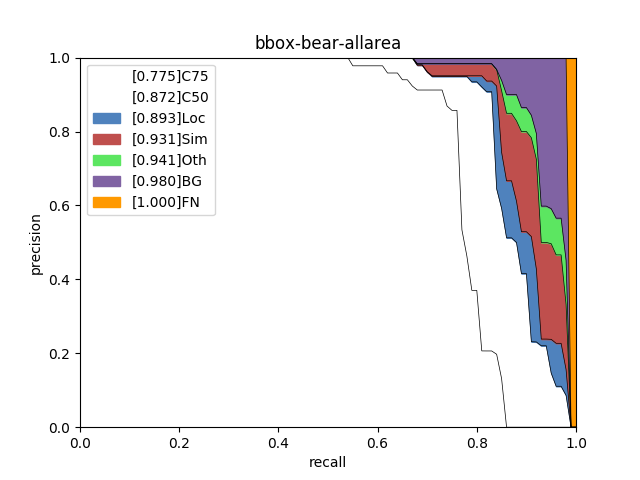 bbox-bear-allarea
[0.775]C75
[0.872]C50
[0.893]Loc
[0.931]Sim
[0.941]Oth
[0.980]BG
[1.000]FN
precision
1.0
0.8
0.6
0.4
0.2
0.0
0.0 0.2 0.4 0.6 0.8 1.0
recall